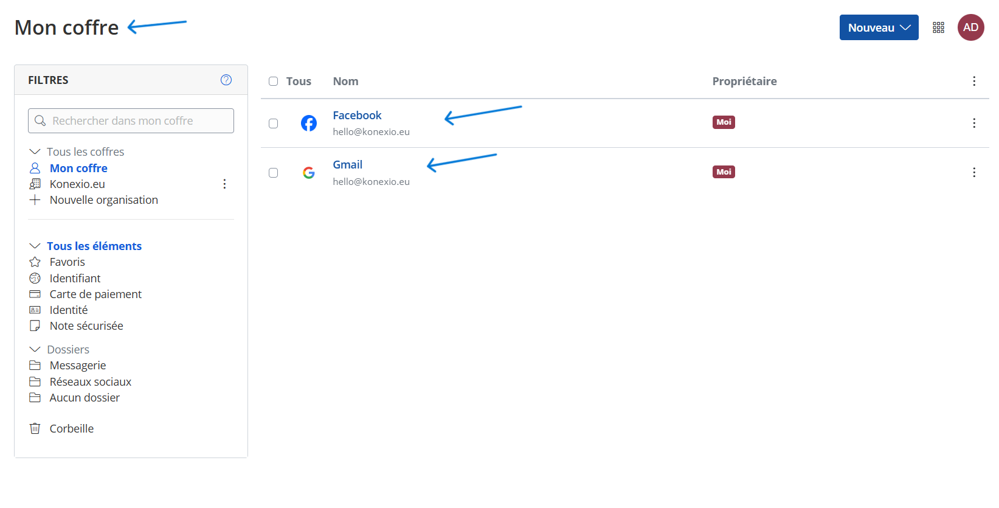 Mon coffre
Nouveau
AD
FILTRES
?
Rechercher dans mon coffre
Tous les coffres
Mon coffre
Konexio.eu
Nouvelle organisation
Tous les éléments
Favoris
Identifiant
Carte de paiement
Identité
Note sécurisée
Dossiers
Messagerie
Réseaux sociaux
Aucun dossier
Corbeille
Tous Nom Propriétaire
Facebook
hello@konexio.eu
Moi
Gmail
hello@konexio.eu
Moi